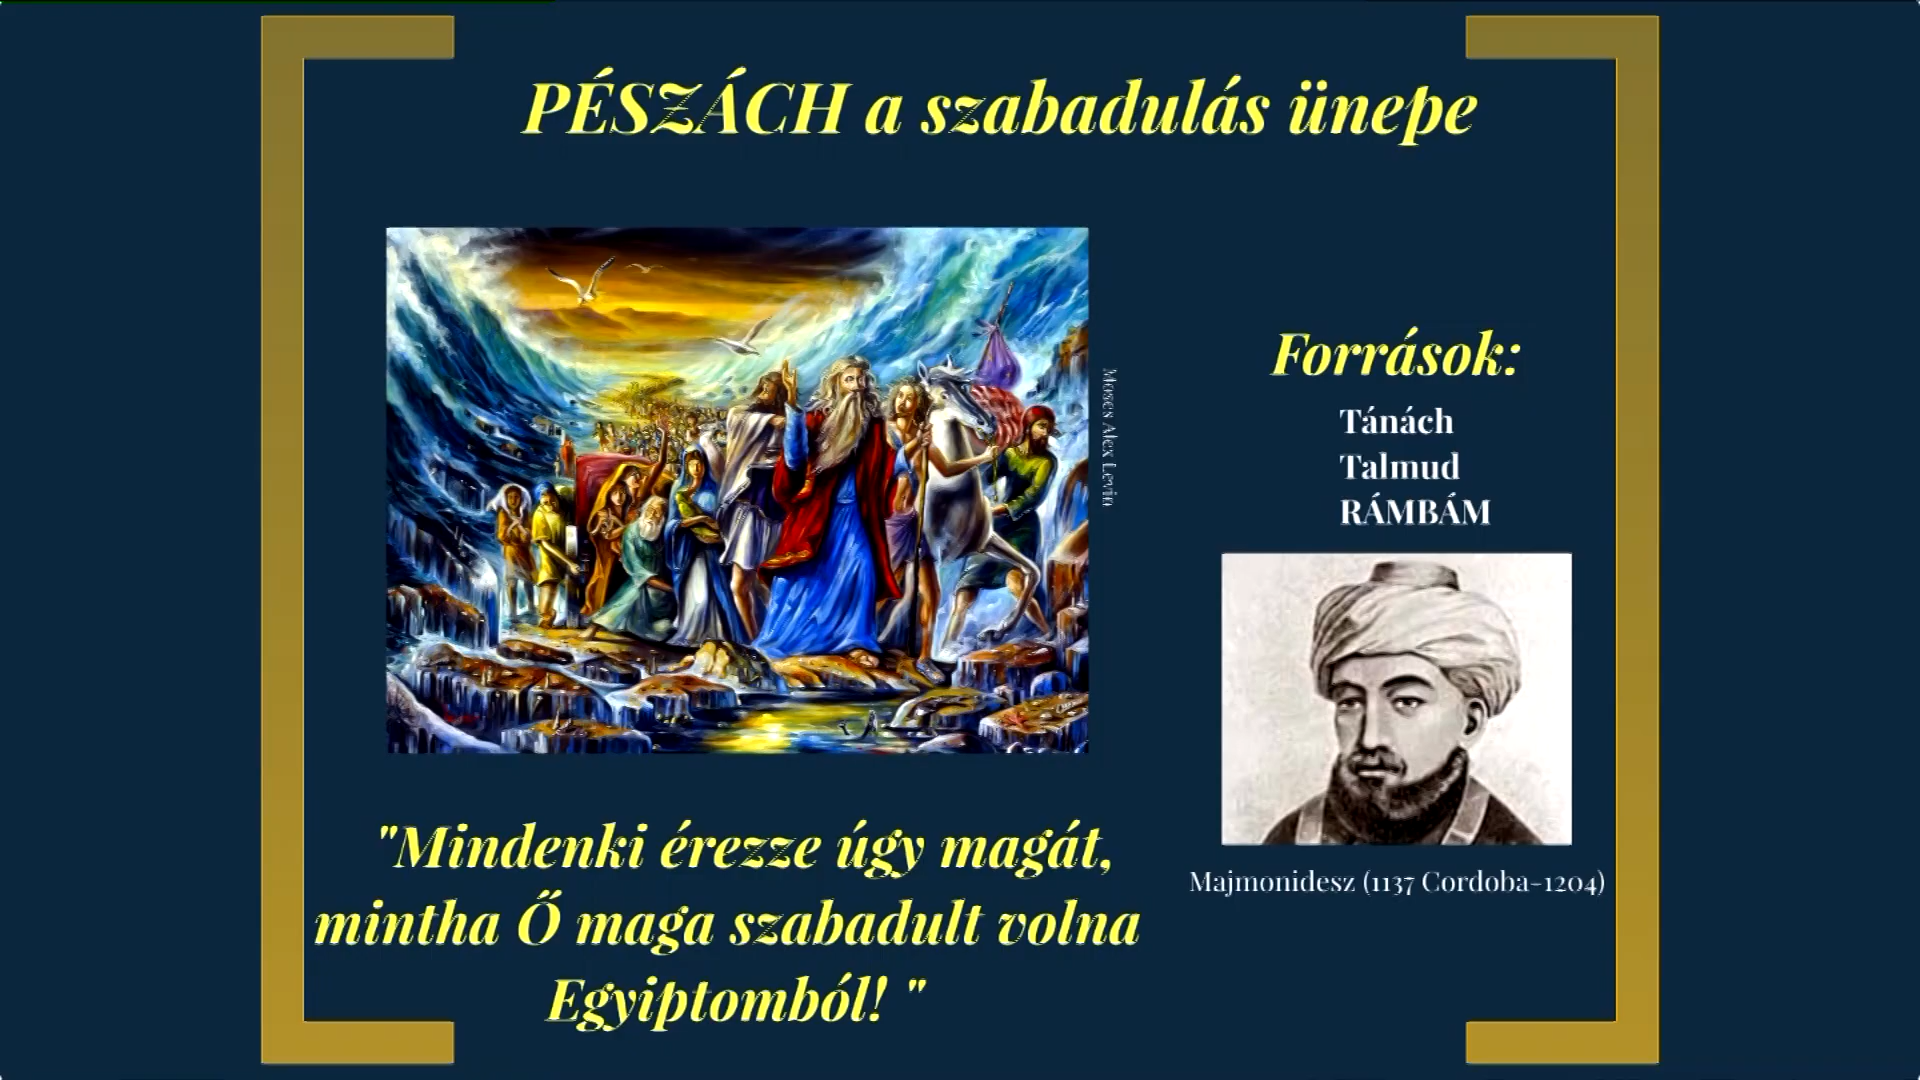 PÉSZÁCH a szabadulás ünepe
Moses Alex Levin
"Mindenki érezze úgy magát,
mintha Ő maga szabadult volna
Egyiptomból! "
Források:
Tánách
Talmud
RÁMBÁM
Majmonidesz (1137 Cordoba-1204)